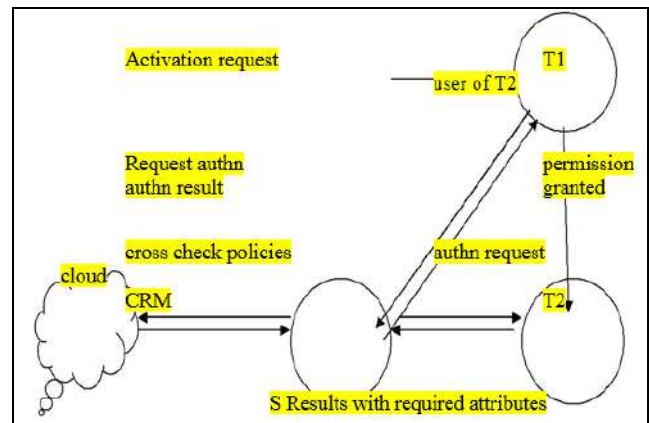 Activation request
T1
user of T2
Request authn
authn result
permission
granted
cross check policies
authn request
cloud
CRM
T2
S Results with required attributes